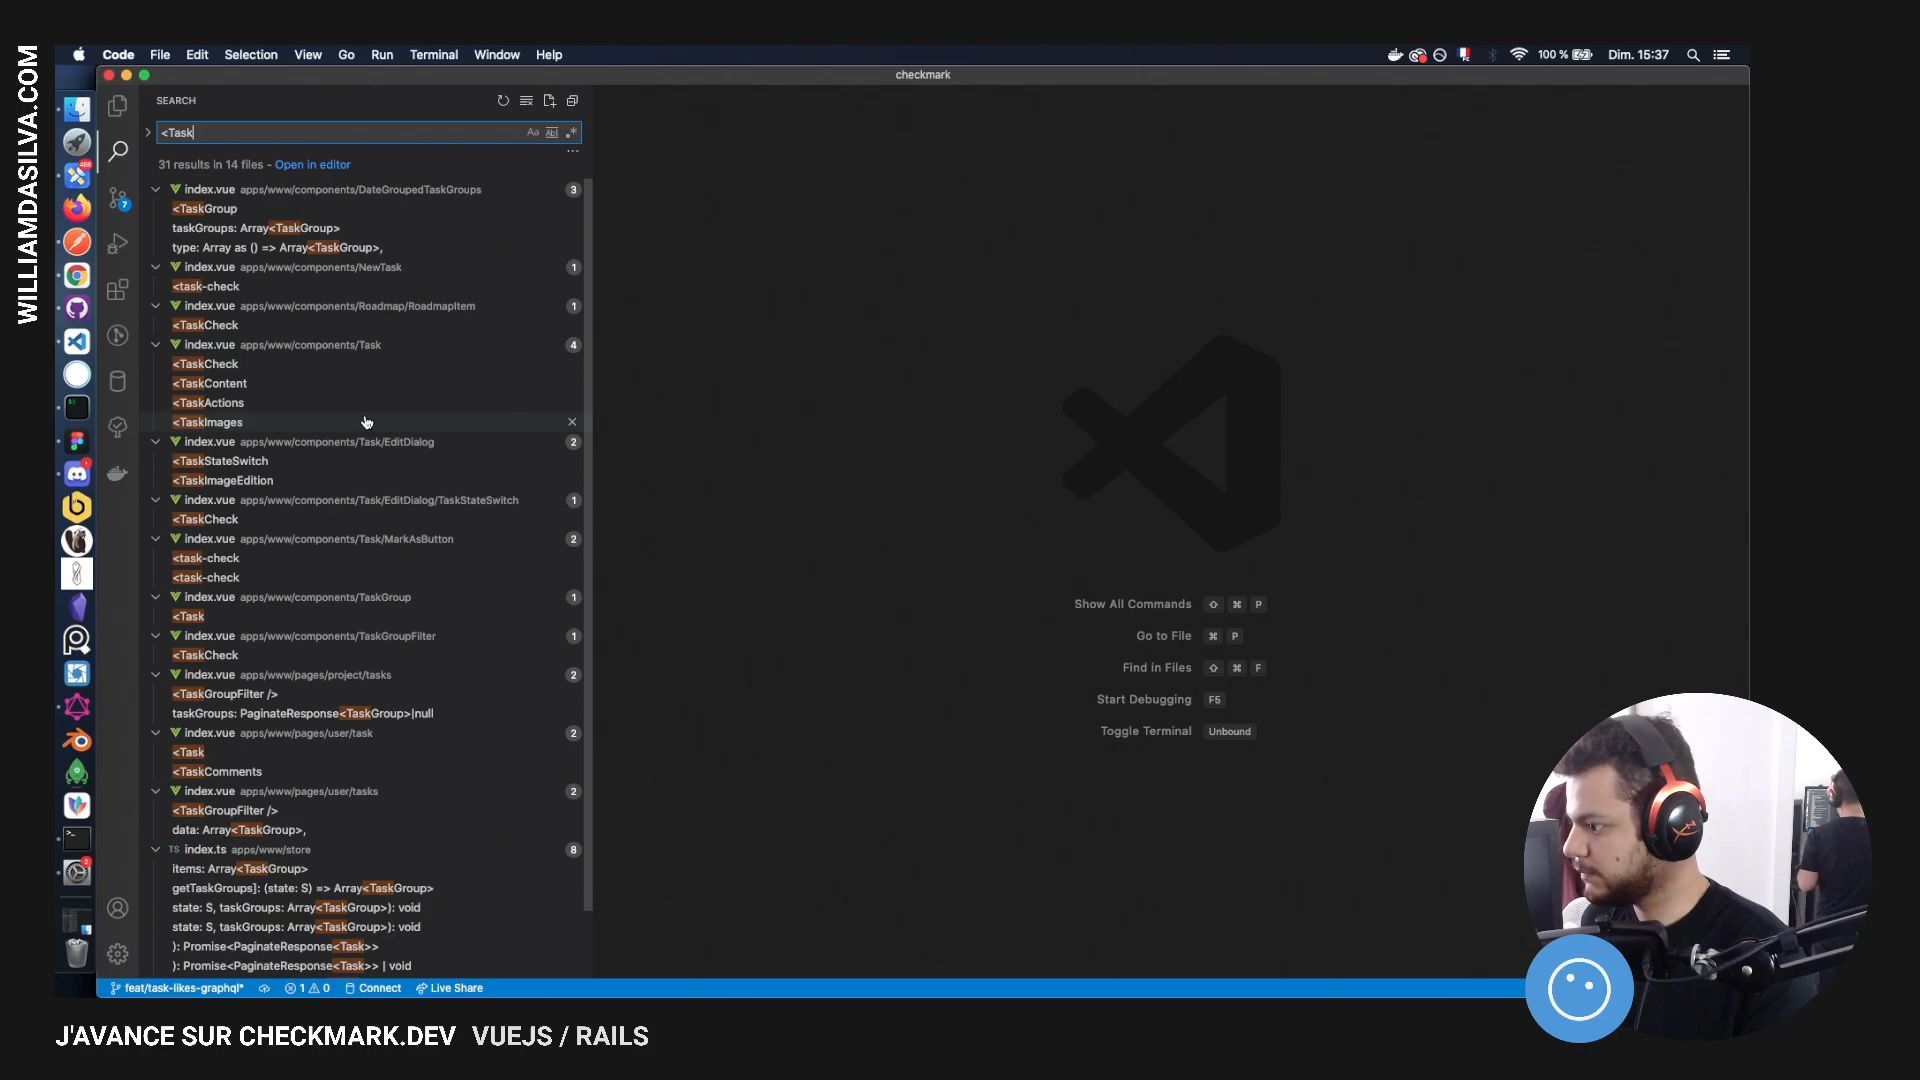 WILLIAMDASILVA.COM
Code File Edit Selection View Go Run Terminal Window Help
100 % Dim. 15:37
checkmark
SEARCH
<Task
31 results in 14 files - Open in editor
index.vue apps/www/components/DateGroupedTaskGroups 3
<TaskGroup
taskGroups: Array<TaskGroup>
type: Array as () => Array<TaskGroup>,
index.vue apps/www/components/NewTask 1
<task-check
index.vue apps/www/components/Roadmap/RoadmapItem 1
<TaskCheck
index.vue apps/www/components/Task 4
<TaskCheck
<TaskContent
<TaskActions
<TaskImages
index.vue apps/www/components/Task/EditDialog 2
<TaskStateSwitch
<TaskImageEdition
index.vue apps/www/components/Task/EditDialog/TaskStateSwitch 1
<TaskCheck
index.vue apps/www/components/Task/MarkAsButton 2
<task-check
<task-check
index.vue apps/www/components/TaskGroup 1
<Task
index.vue apps/www/components/TaskGroupFilter 1
<TaskCheck
index.vue apps/www/pages/project/tasks 2
<TaskGroupFilter />
taskGroups: PaginateResponse<TaskGroup>|null
index.vue apps/www/pages/user/task 2
<Task
<TaskComments
index.vue apps/www/pages/user/tasks 2
<TaskGroupFilter />
data: Array<TaskGroup>,
TS index.ts apps/www/store 8
items: Array<TaskGroup>
getTaskGroups]: (state: S) => Array<TaskGroup>
state: S, taskGroups: Array<TaskGroup>): void
state: S, taskGroups: Array<TaskGroup>): void
): Promise<PaginateResponse<Task>>
): Promise<PaginateResponse<Task>> | void
Show All Commands ⇧ ⌘ P
Go to File ⌘ P
Find in Files ⇧ ⌘ F
Start Debugging F5
Toggle Terminal Unbound
feat/task-likes-graphql* 1 0 Connect Live Share
J'AVANCE SUR CHECKMARK.DEV VUEJS / RAILS